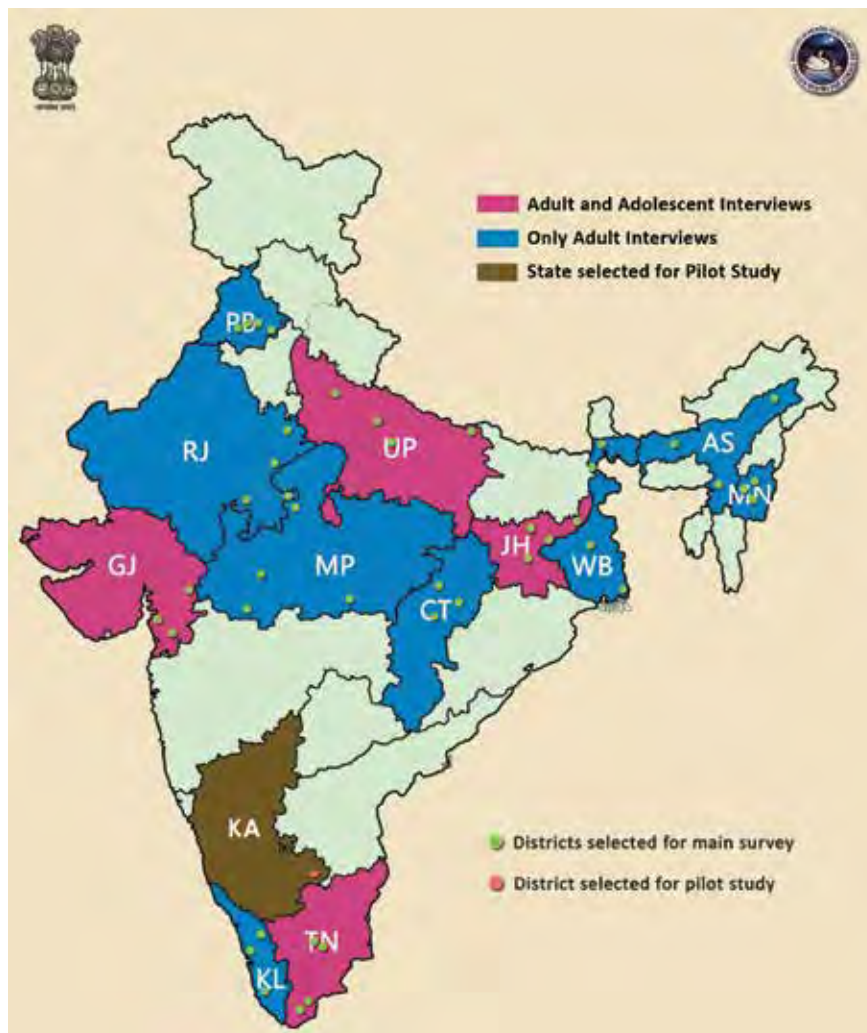 Adult and Adolescent Interviews
Only Adult Interviews
State selected for Pilot Study
PB
RJ
UP
AS
MN
GJ
MP
JH
WB
CT
KA
Districts selected for main survey
District selected for pilot study
TN
KL